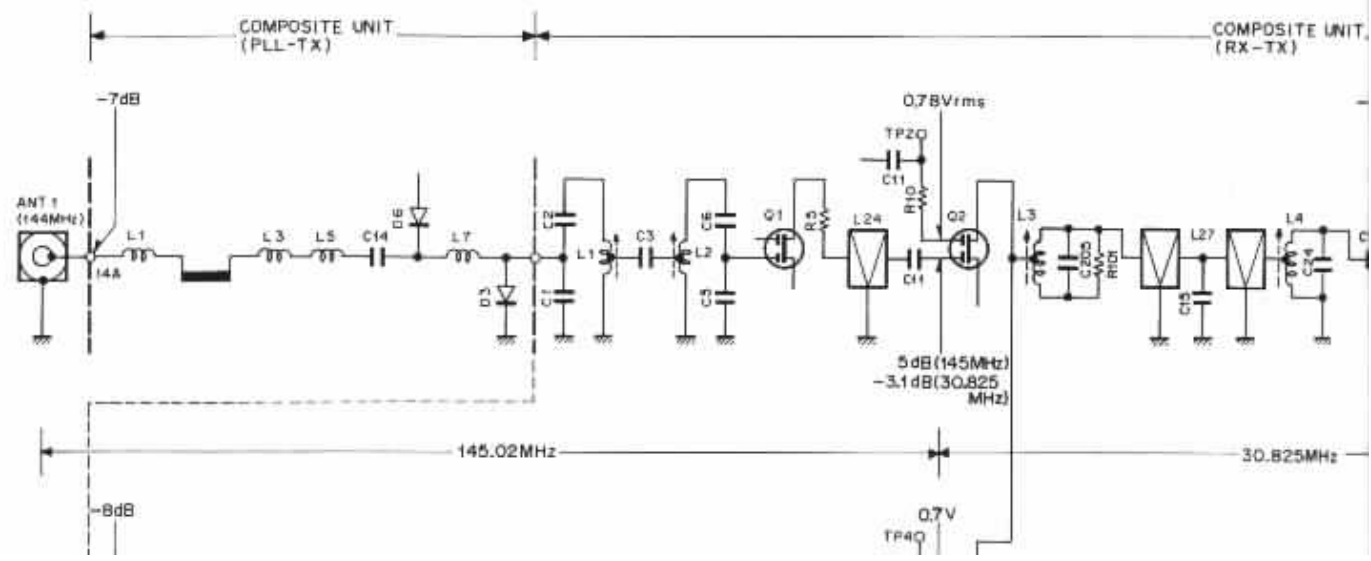 COMPOSITE UNIT
(PLL-TX)
COMPOSITE UNIT
(RX-TX)
-7dB
0.78Vrms
TP2
C11
R10
ANT 1
(144MHz)
L1
L3
L5
C14
D6
L7
C2
L1
C3
L2
C6
Q1
R5
L24
Q2
L3
C205
R101
L27
L4
C24
14A
D3
C1
C5
C11
C15
5dB(145MHz)
-3.1dB(30.825
MHz)
145.02MHz
30.825MHz
-8dB
0.7V
TP4